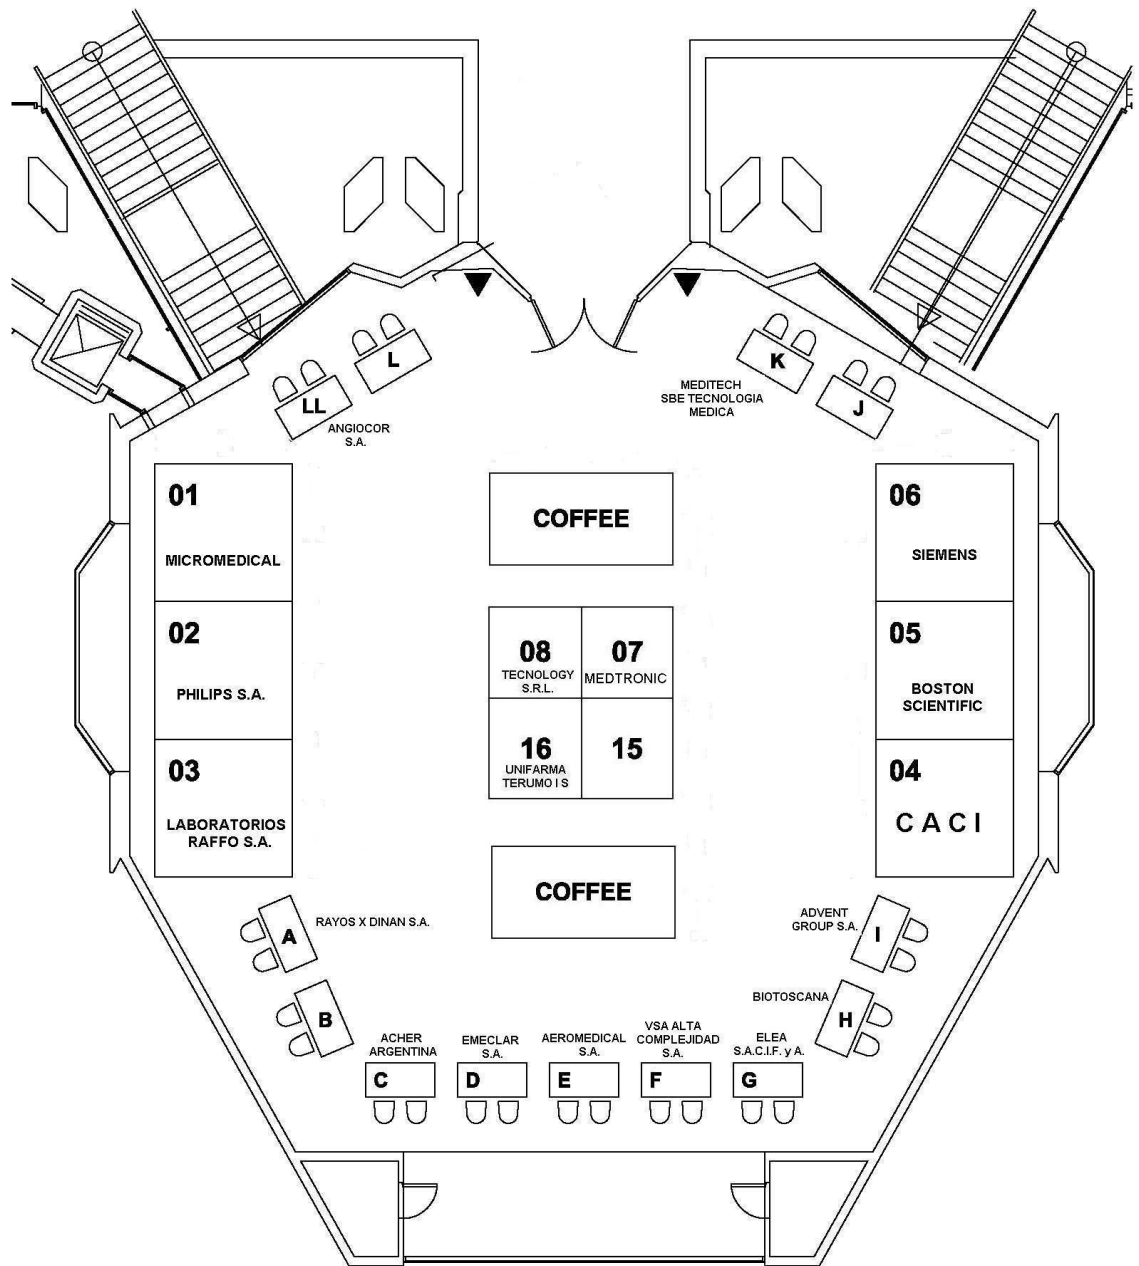 L
LL
ANGIOCOR
S.A.
K
MEDITECH
SBE TECNOLOGIA
MEDICA
J
01
MICROMEDICAL
COFFEE
06
SIEMENS
02
PHILIPS S.A.
08
TECNOLOGY
S.R.L.
07
MEDTRONIC
05
BOSTON
SCIENTIFIC
03
LABORATORIOS
RAFFO S.A.
16
UNIFARMA
TERUMO I S
15
04
C A C I
COFFEE
A
RAYOS X DINAN S.A.
ADVENT
GROUP S.A.
I
B
BIOTOSCANA
H
ACHER
ARGENTINA
C
EMECLAR
S.A.
D
AEROMEDICAL
S.A.
E
VSA ALTA
COMPLEJIDAD
S.A.
F
ELEA
S.A.C.I.F. y A.
G